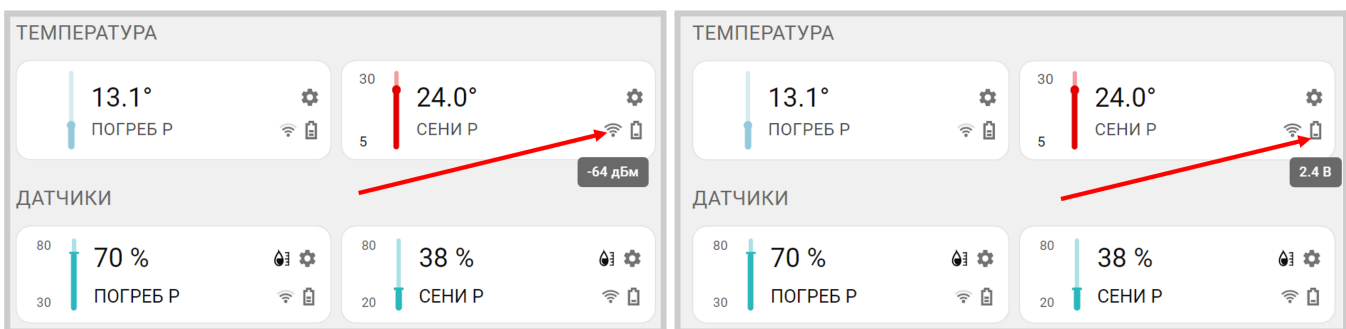 ТЕМПЕРАТУРА
13.1°
ПОГРЕБ Р
30
24.0°
СЕНИ Р
5
-64 дБм
ДАТЧИКИ
80
70 %
ПОГРЕБ Р
30
80
38 %
СЕНИ Р
20
ТЕМПЕРАТУРА
13.1°
ПОГРЕБ Р
30
24.0°
СЕНИ Р
5
2.4 В
ДАТЧИКИ
80
70 %
ПОГРЕБ Р
30
80
38 %
СЕНИ Р
20